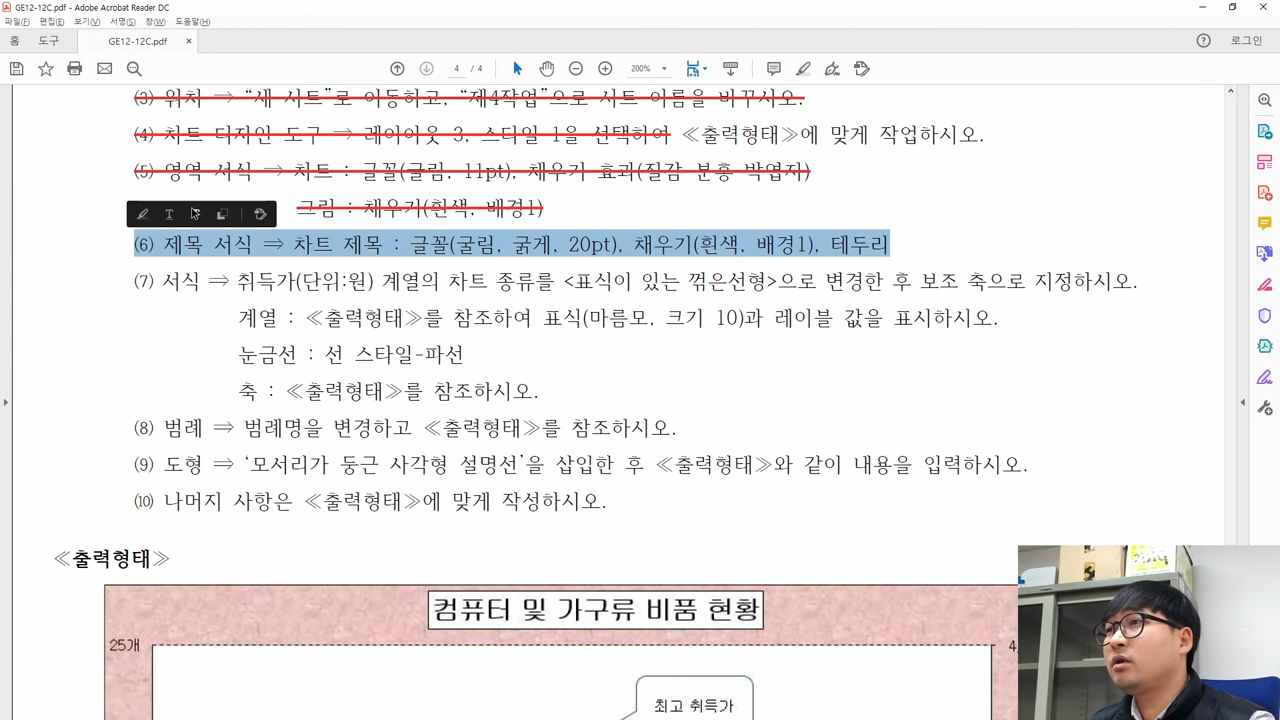 GE12-12C.pdf - Adobe Acrobat Reader DC
파일(F) 편집(E) 보기(V) 서명(S) 창(W) 도움말(H)
홈 도구 GE12-12C.pdf × 로그인
4 / 4 200%
(3) 위치 ⇒ “새 시트”로 이동하고, “제4작업”으로 시트 이름을 바꾸시오.
(4) 차트 디자인 도구 ⇒ 레이아웃 3, 스타일 1을 선택하여 ≪출력형태≫에 맞게 작업하시오.
(5) 영역 서식 ⇒ 차트 : 글꼴(굴림, 11pt), 채우기 효과(질감-분홍 박엽지)
그림 : 채우기(흰색, 배경1)
(6) 제목 서식 ⇒ 차트 제목 : 글꼴(굴림, 굵게, 20pt), 채우기(흰색, 배경1), 테두리
(7) 서식 ⇒ 취득가(단위:원) 계열의 차트 종류를 <표식이 있는 꺾은선형>으로 변경한 후 보조 축으로 지정하시오.
계열 : ≪출력형태≫를 참조하여 표식(마름모, 크기 10)과 레이블 값을 표시하시오.
눈금선 : 선 스타일-파선
축 : ≪출력형태≫를 참조하시오.
(8) 범례 ⇒ 범례명을 변경하고 ≪출력형태≫를 참조하시오.
(9) 도형 ⇒ ‘모서리가 둥근 사각형 설명선’을 삽입한 후 ≪출력형태≫와 같이 내용을 입력하시오.
(10) 나머지 사항은 ≪출력형태≫에 맞게 작성하시오.
≪출력형태≫
컴퓨터 및 가구류 비품 현황
25개
최고 취득가